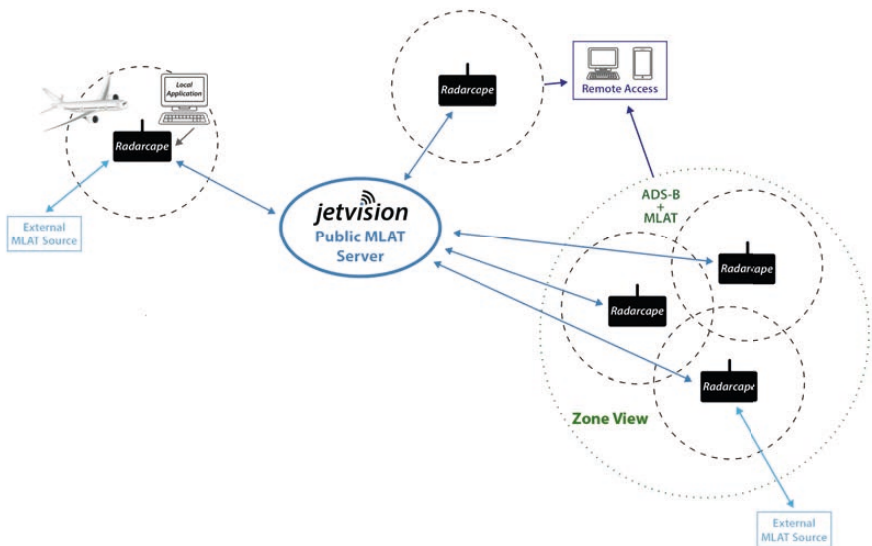 Local
Application
Radarcape
External
MLAT Source
Radarcape
Remote Access
jetvision
Public MLAT
Server
ADS-B
+
MLAT
Radarcape
Radarcape
Radarcape
Zone View
External
MLAT Source